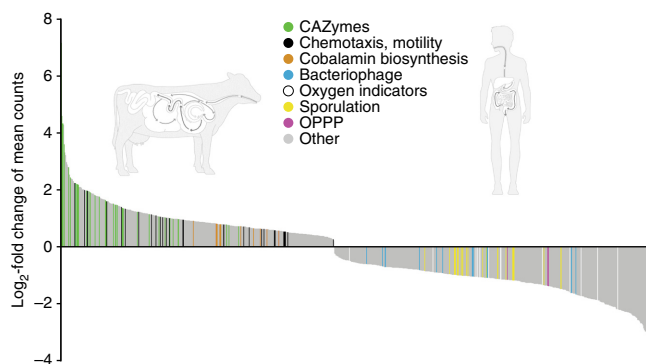 8
6
4
2
0
−2
−4
Log2-fold change of mean counts
CAZymes
Chemotaxis, motility
Cobalamin biosynthesis
Bacteriophage
Oxygen indicators
Sporulation
OPPP
Other